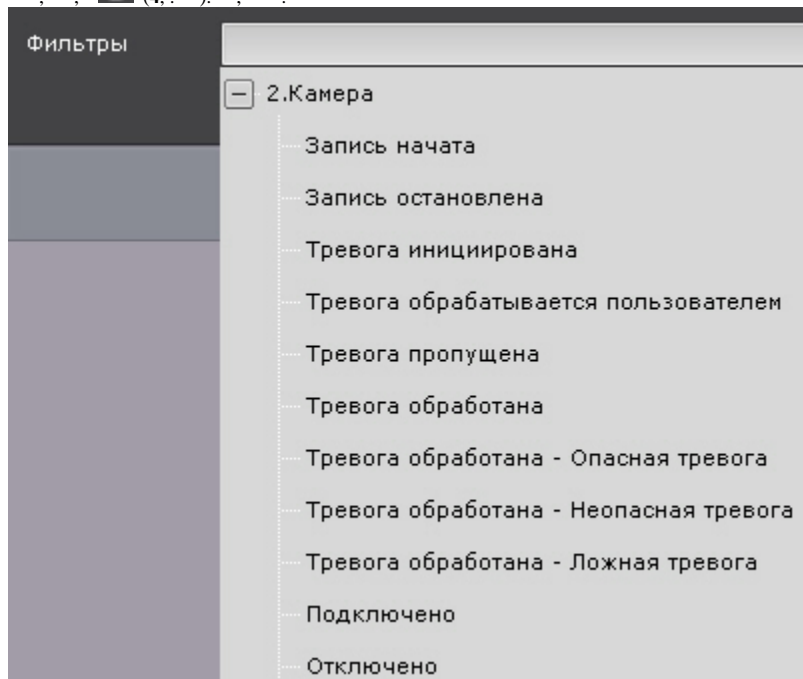 Фильтры
2.Камера
Запись начата
Запись остановлена
Тревога инициирована
Тревога обрабатывается пользователем
Тревога пропущена
Тревога обработана
Тревога обработана - Опасная тревога
Тревога обработана - Неопасная тревога
Тревога обработана - Ложная тревога
Подключено
Отключено